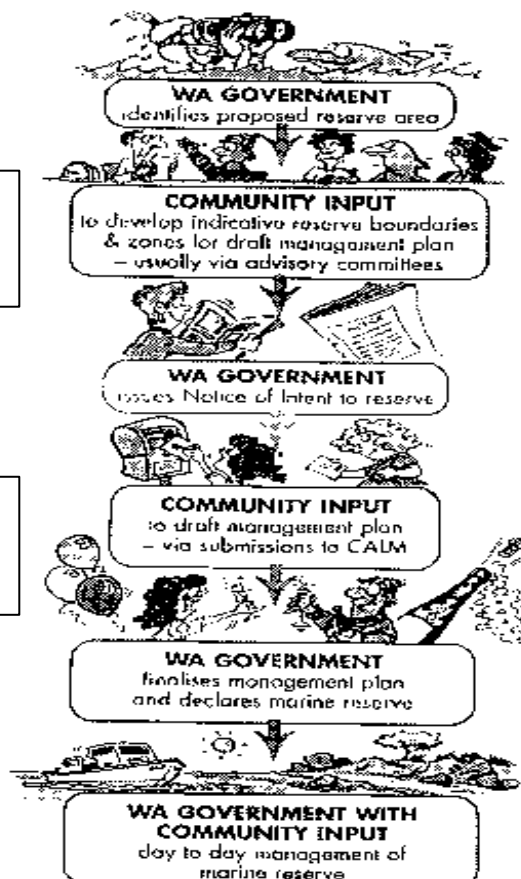 WA GOVERNMENT
identifies proposed reserve area
COMMUNITY INPUT
to develop indicative reserve boundaries
& zones for draft management plan
– usually via advisory committees
WA GOVERNMENT
issues Notice of Intent to reserve
COMMUNITY INPUT
to draft management plan
– via submissions to CALM
WA GOVERNMENT
finalises management plan
and declares marine reserve
WA GOVERNMENT WITH
COMMUNITY INPUT
day to day management of
marine reserve